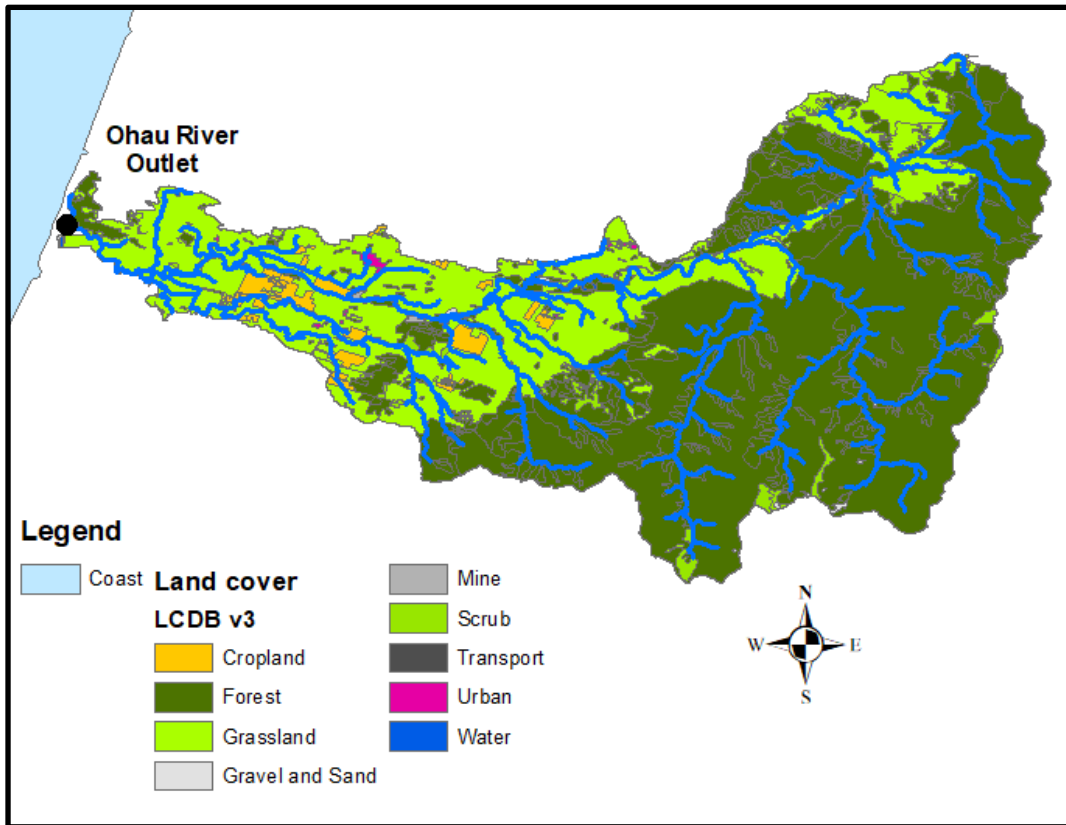 Ohau River
Outlet
Legend
Coast
Land cover
LCDB v3
Cropland
Forest
Grassland
Gravel and Sand
Mine
Scrub
Transport
Urban
Water
N
W
E
S